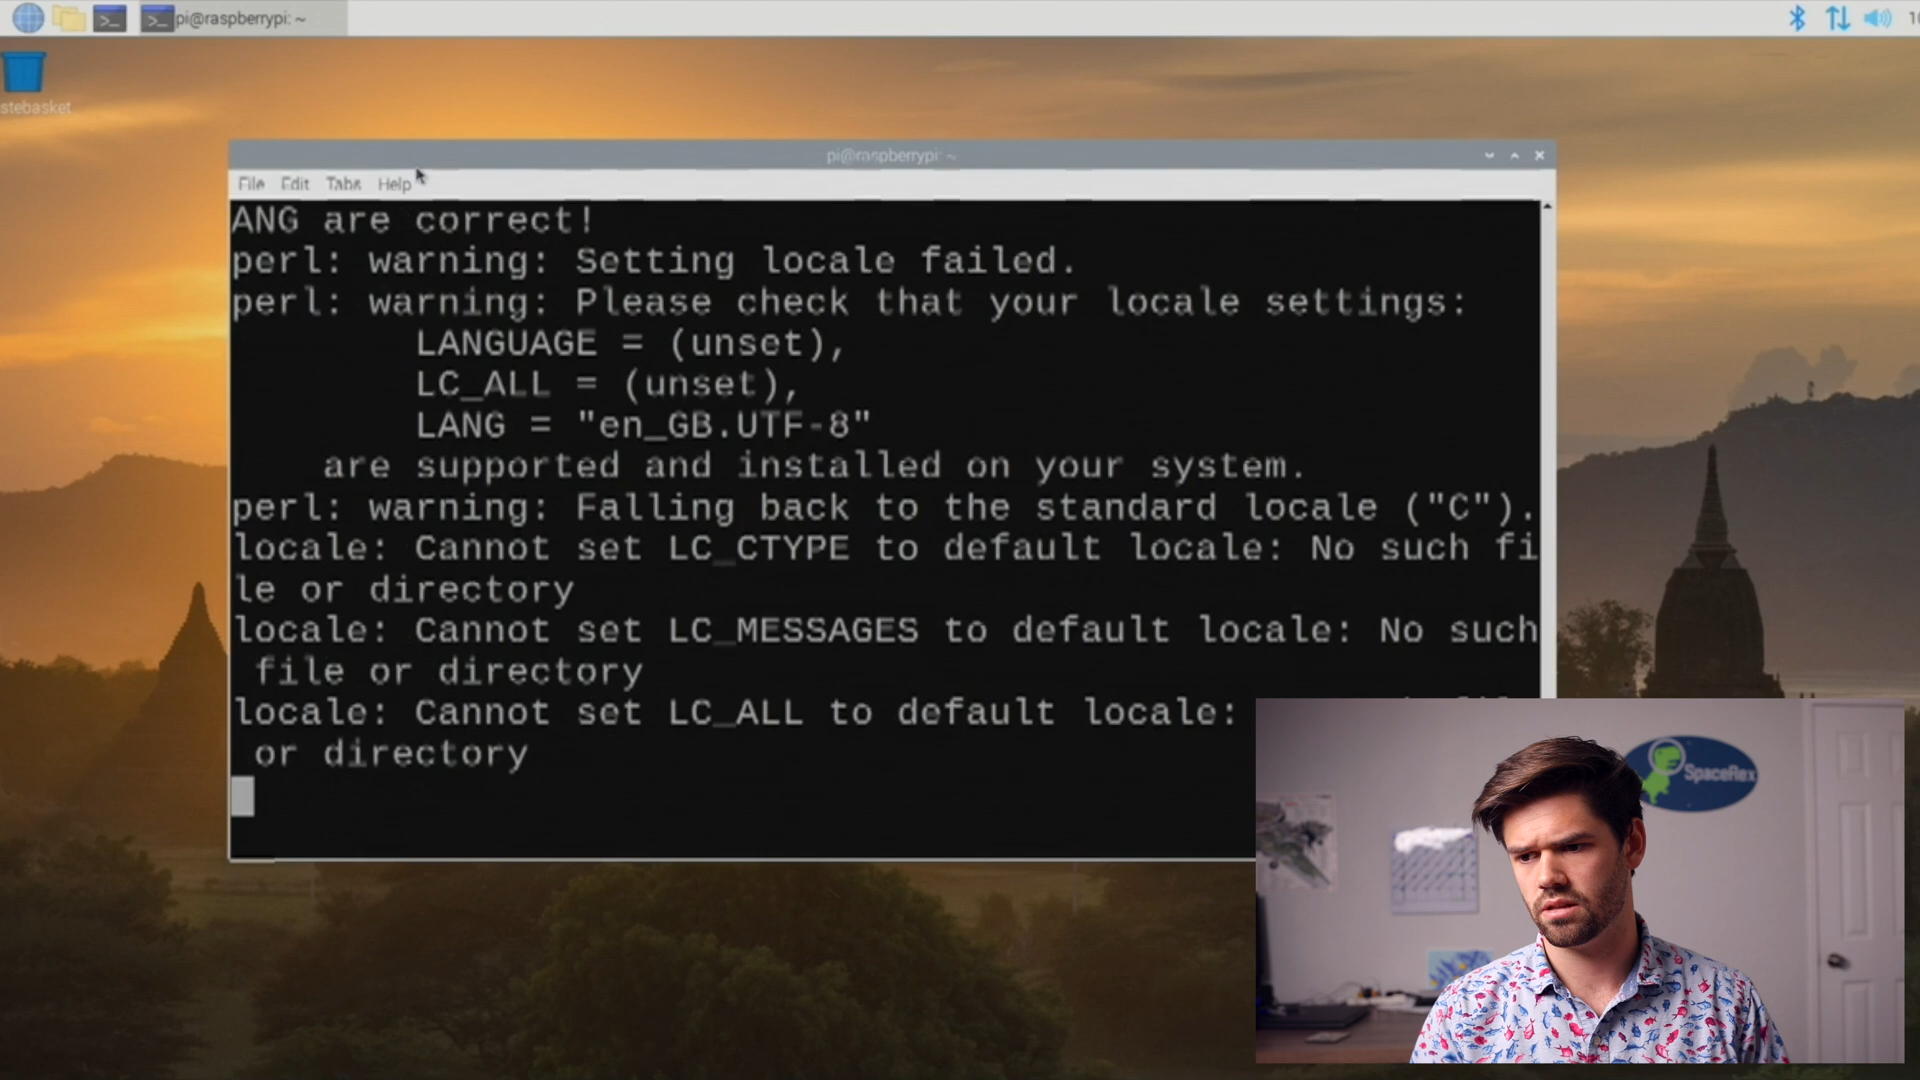 pi@raspberrypi: ~
stebasket
pi@raspberrypi: ~
File Edit Tabs Help
ANG are correct!
perl: warning: Setting locale failed.
perl: warning: Please check that your locale settings:
LANGUAGE = (unset),
LC_ALL = (unset),
LANG = "en_GB.UTF-8"
are supported and installed on your system.
perl: warning: Falling back to the standard locale ("C").
locale: Cannot set LC_CTYPE to default locale: No such fi
le or directory
locale: Cannot set LC_MESSAGES to default locale: No such
file or directory
locale: Cannot set LC_ALL to default locale:
or directory
SpaceRex